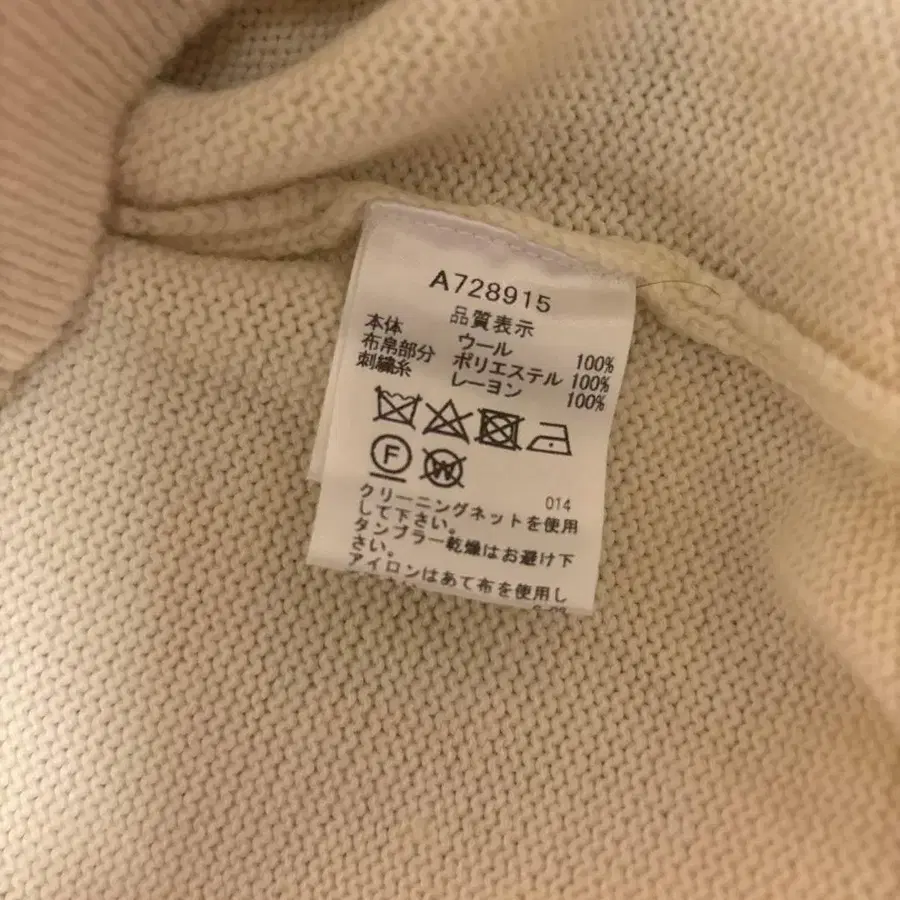 A728915
品質表示
本体 ウール 100%
布帛部分 ポリエステル 100%
刺繍糸 レーヨン 100%
F W
014
クリーニングネットを使用
して下さい。
タンブラー乾燥はお避け下
さい。
アイロンはあて布を使用し